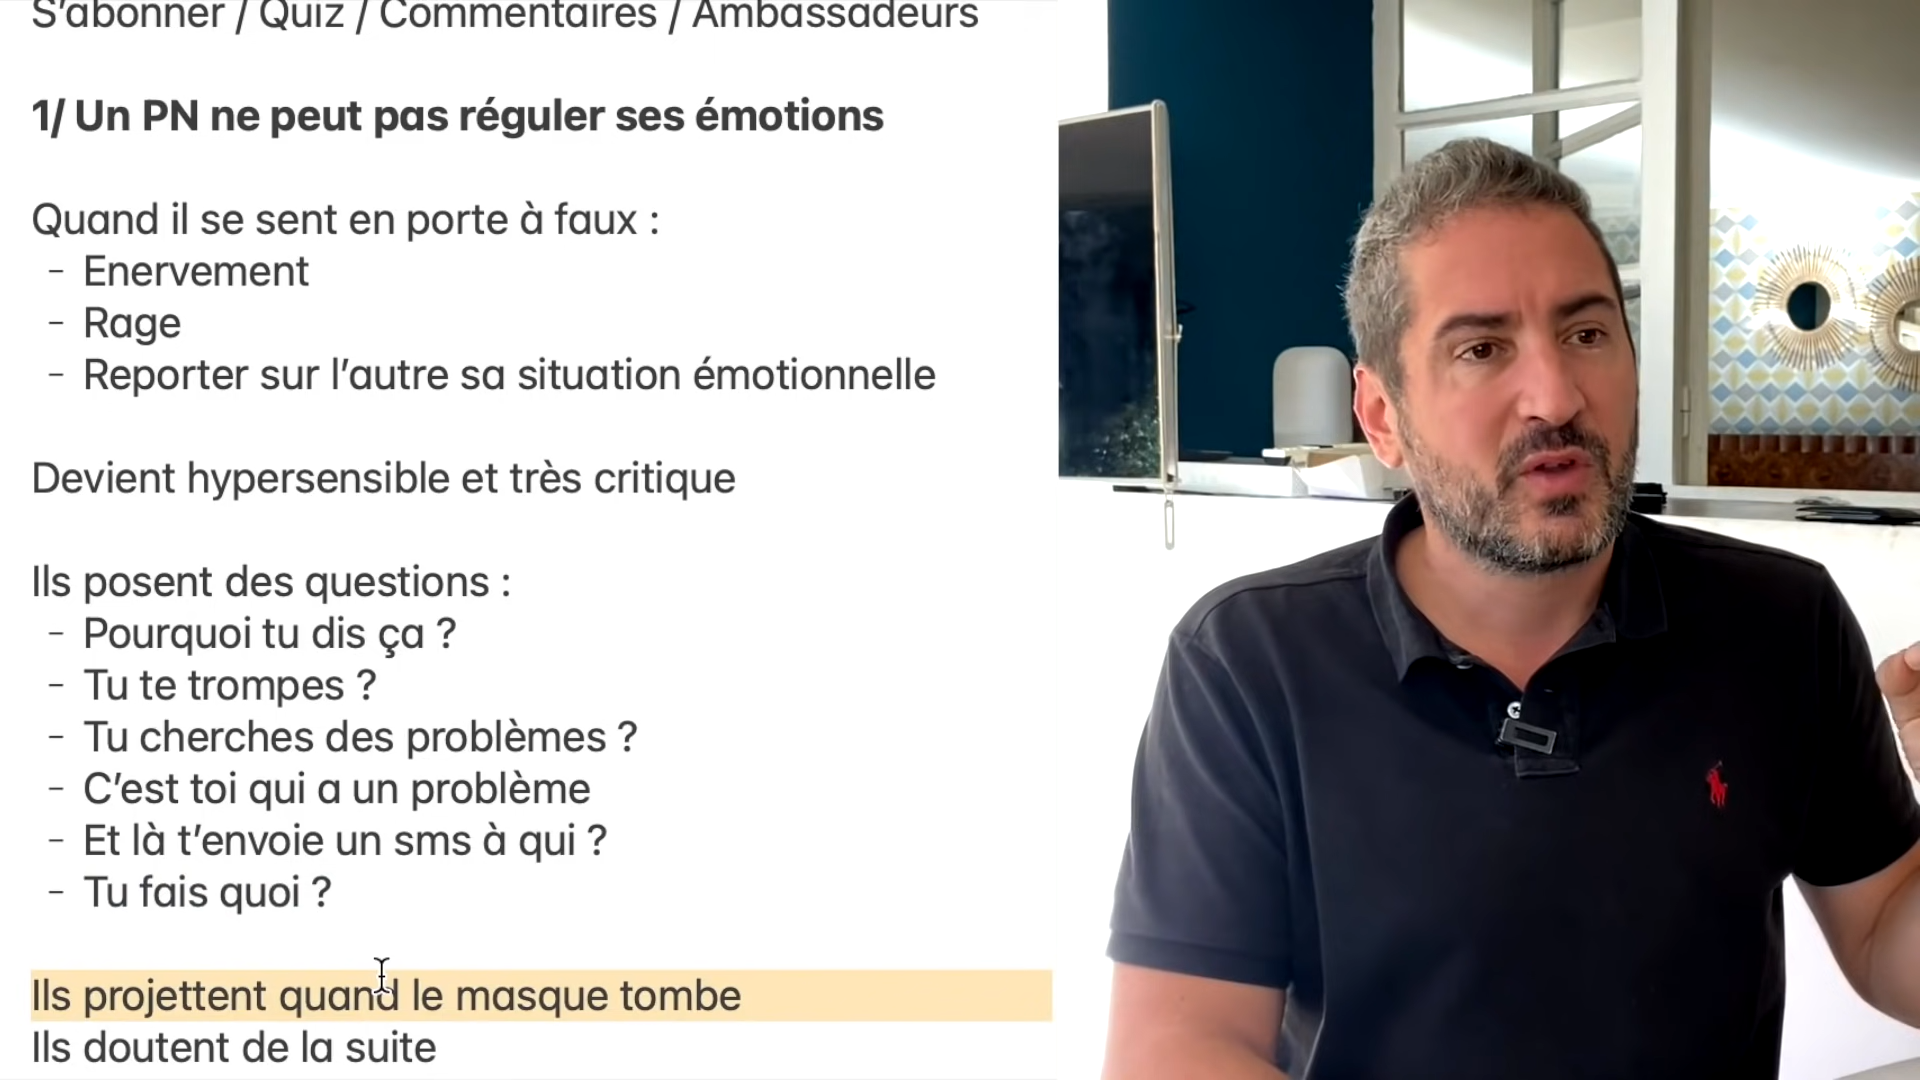 S'abonner / Quiz / Commentaires / Ambassadeurs
1/ Un PN ne peut pas réguler ses émotions
Quand il se sent en porte à faux :
- Enervement
- Rage
- Reporter sur l'autre sa situation émotionnelle
Devient hypersensible et très critique
Ils posent des questions :
- Pourquoi tu dis ça ?
- Tu te trompes ?
- Tu cherches des problèmes ?
- C'est toi qui a un problème
- Et là t'envoie un sms à qui ?
- Tu fais quoi ?
Ils projettent quand le masque tombe
Ils doutent de la suite